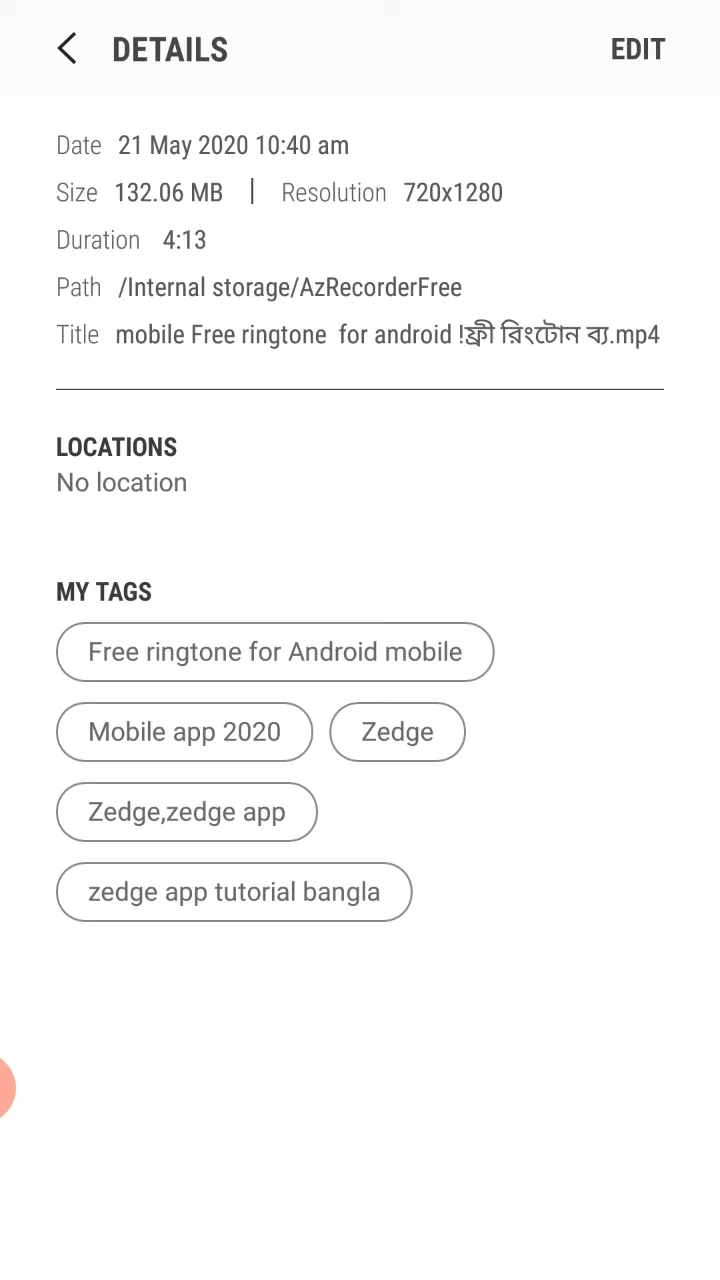 DETAILS EDIT
Date 21 May 2020 10:40 am
Size 132.06 MB | Resolution 720x1280
Duration 4:13
Path /Internal storage/AzRecorderFree
Title mobile Free ringtone for android !ফ্রী রিংটোন ব্য.mp4
LOCATIONS
No location
MY TAGS
Free ringtone for Android mobile
Mobile app 2020 Zedge
Zedge,zedge app
zedge app tutorial bangla